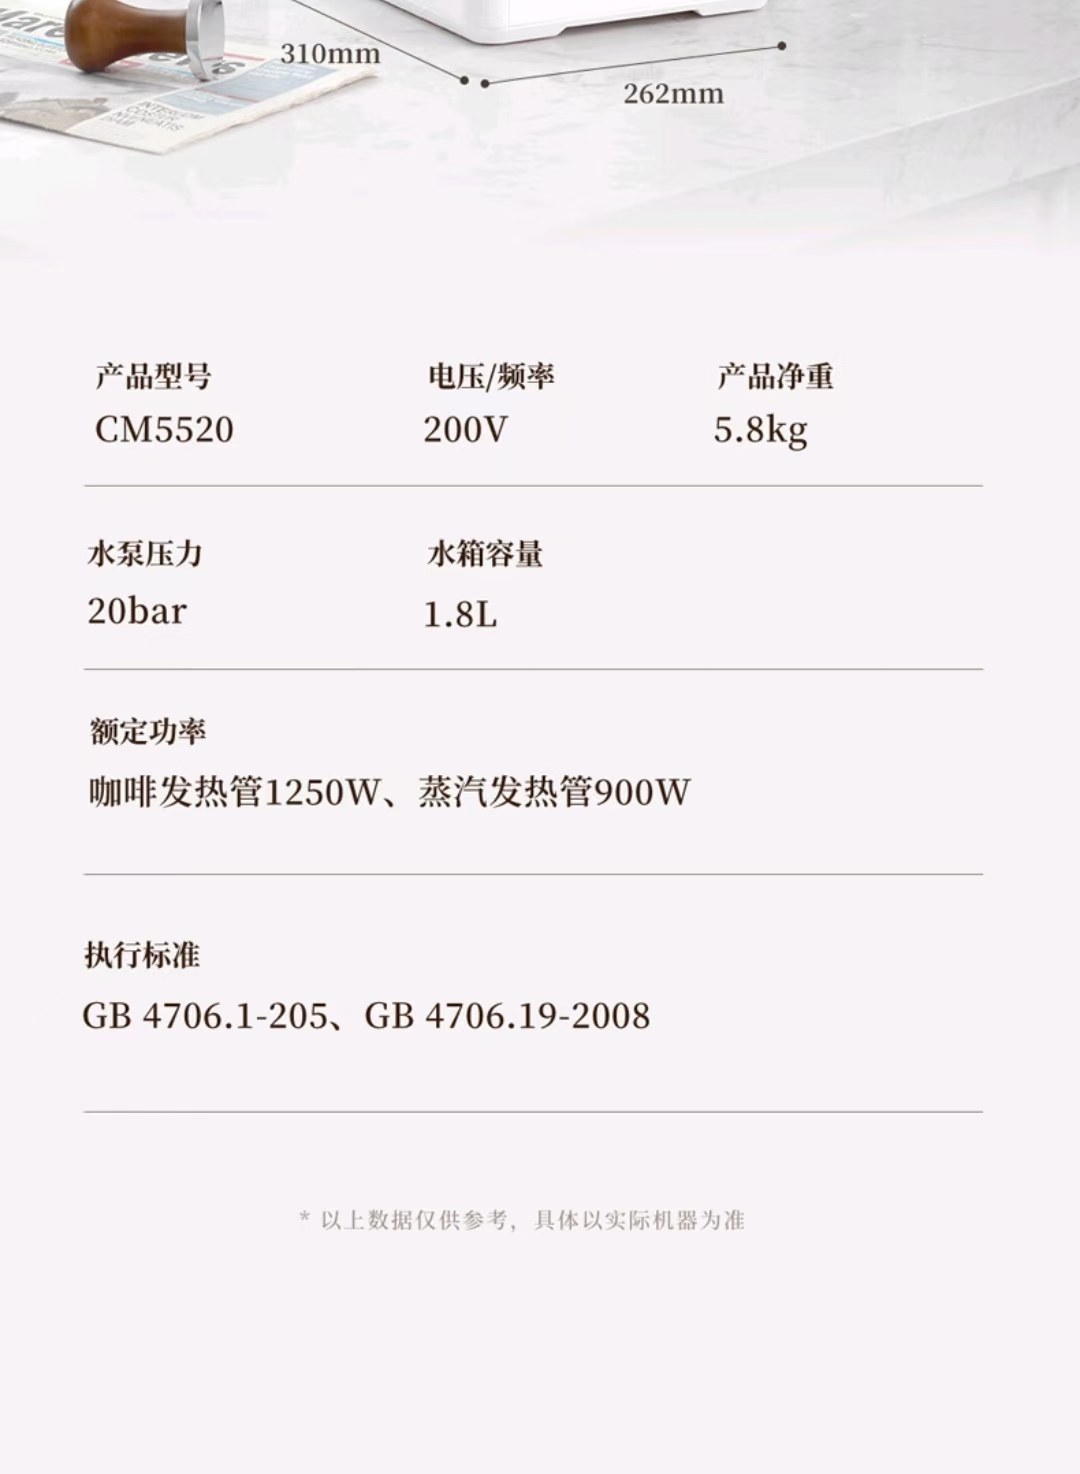 310mm
262mm
INTERVIEW
产品型号 电压/频率 产品净重
CM5520 200V 5.8kg
水泵压力 水箱容量
20bar 1.8L
额定功率
咖啡发热管1250W、蒸汽发热管900W
执行标准
GB 4706.1-205、GB 4706.19-2008
* 以上数据仅供参考，具体以实际机器为准